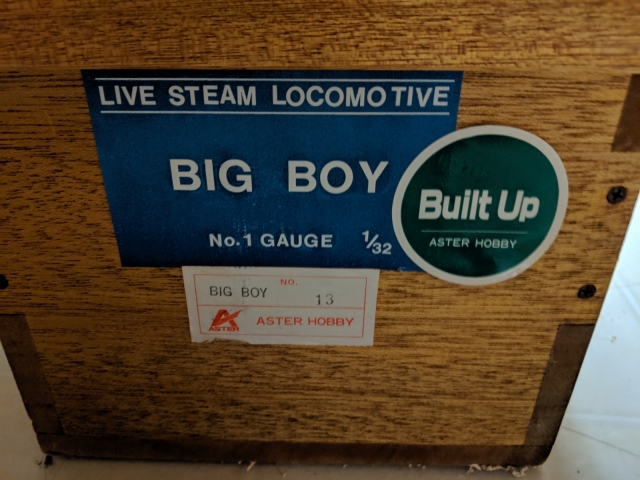 LIVE STEAM LOCOMOTIVE
BIG BOY
No.1 GAUGE 1/32
Built Up
ASTER HOBBY
NO.
BIG BOY 13
ASTER ASTER HOBBY